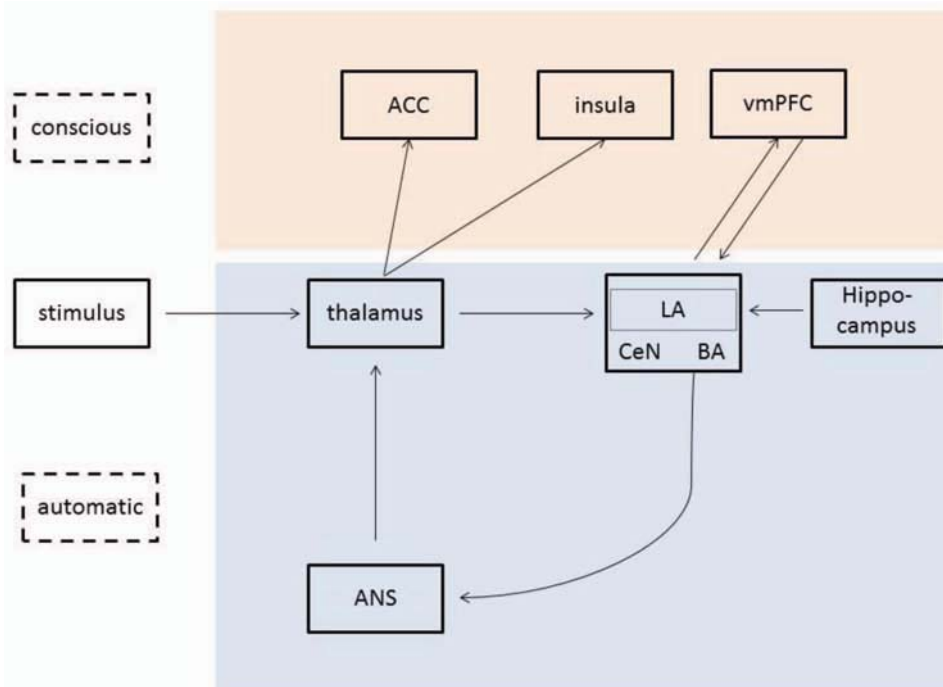 ACC
insula
vmPFC
conscious
stimulus
thalamus
LA
CeN BA
Hippo-
campus
automatic
ANS